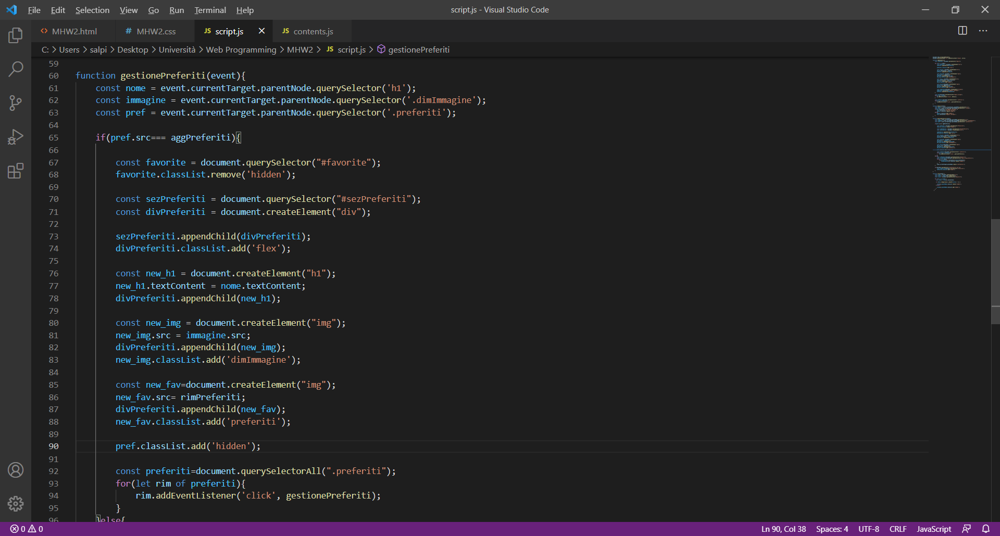 File Edit Selection View Go Run Terminal Help
script.js - Visual Studio Code
MHW2.html
# MHW2.css
JS script.js
JS contents.js
C: > Users > salpi > Desktop > Università > Web Programming > MHW2 > JS script.js > gestionePreferiti
59
60 function gestionePreferiti(event){
61 const nome = event.currentTarget.parentNode.querySelector('h1');
62 const immagine = event.currentTarget.parentNode.querySelector('.dimImmagine');
63 const pref = event.currentTarget.parentNode.querySelector('.preferiti');
64
65 if(pref.src=== aggPreferiti){
66
67 const favorite = document.querySelector("#favorite");
68 favorite.classList.remove('hidden');
69
70 const sezPreferiti = document.querySelector("#sezPreferiti");
71 const divPreferiti = document.createElement("div");
72
73 sezPreferiti.appendChild(divPreferiti);
74 divPreferiti.classList.add('flex');
75
76 const new_h1 = document.createElement("h1");
77 new_h1.textContent = nome.textContent;
78 divPreferiti.appendChild(new_h1);
79
80 const new_img = document.createElement("img");
81 new_img.src = immagine.src;
82 divPreferiti.appendChild(new_img);
83 new_img.classList.add('dimImmagine');
84
85 const new_fav=document.createElement("img");
86 new_fav.src= rimPreferiti;
87 divPreferiti.appendChild(new_fav);
88 new_fav.classList.add('preferiti');
89
90 pref.classList.add('hidden');
91
92 const preferiti=document.querySelectorAll(".preferiti");
93 for(let rim of preferiti){
94 rim.addEventListener('click', gestionePreferiti);
95 }
96 }else{
0 0
Ln 90, Col 38 Spaces: 4 UTF-8 CRLF JavaScript